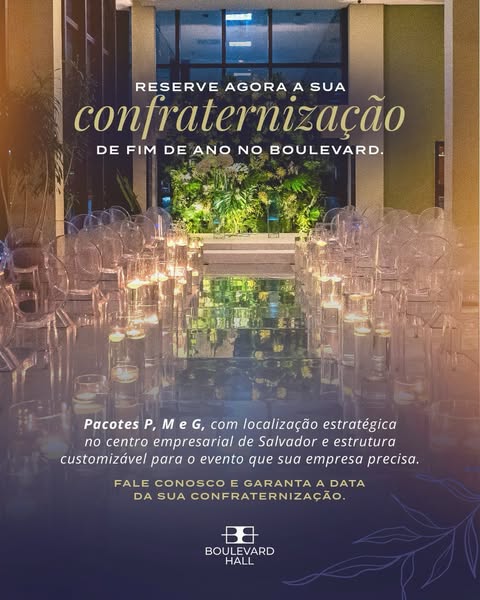 RESERVE AGORA A SUA
confraternização
DE FIM DE ANO NO BOULEVARD.
Pacotes P, M e G, com localização estratégica
no centro empresarial de Salvador e estrutura
customizável para o evento que sua empresa precisa.
FALE CONOSCO E GARANTA A DATA
DA SUA CONFRATERNIZAÇÃO.
BOULEVARD
HALL